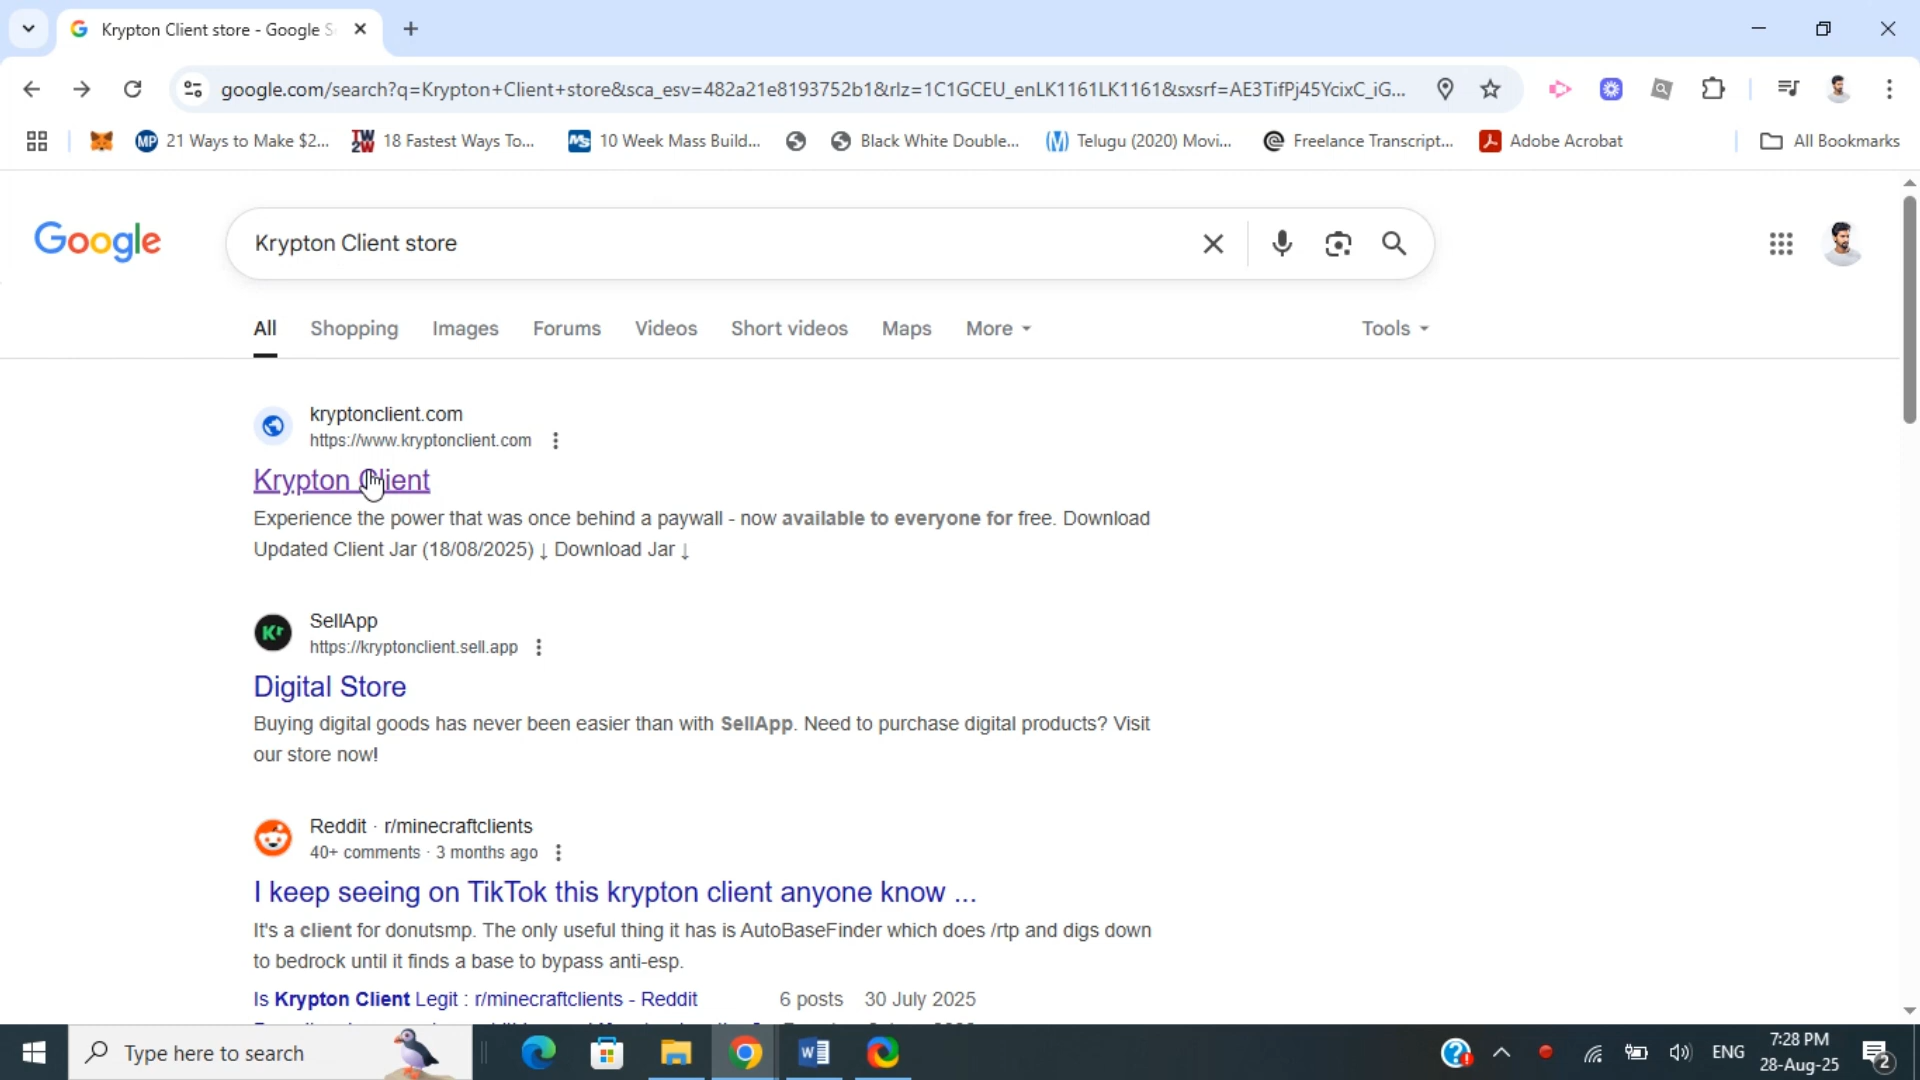 Krypton Client store - Google S
google.com/search?q=Krypton+Client+store&sca_esv=482a21e8193752b1&rlz=1C1GCEU_enLK1161LK1161&sxsrf=AE3TifPj45YcixC_iG...
21 Ways to Make $2... 18 Fastest Ways To... 10 Week Mass Build... Black White Double... Telugu (2020) Movi... Freelance Transcript... Adobe Acrobat All Bookmarks
Google
Krypton Client store
All Shopping Images Forums Videos Short videos Maps More Tools
kryptonclient.com
https://www.kryptonclient.com
Krypton Client
Experience the power that was once behind a paywall - now available to everyone for free. Download
Updated Client Jar (18/08/2025) ↓ Download Jar ↓
SellApp
https://kryptonclient.sell.app
Digital Store
Buying digital goods has never been easier than with SellApp. Need to purchase digital products? Visit
our store now!
Reddit · r/minecraftclients
40+ comments · 3 months ago
I keep seeing on TikTok this krypton client anyone know ...
It's a client for donutsmp. The only useful thing it has is AutoBaseFinder which does /rtp and digs down
to bedrock until it finds a base to bypass anti-esp.
Is Krypton Client Legit : r/minecraftclients - Reddit 6 posts 30 July 2025
Type here to search
ENG
7:28 PM
28-Aug-25
2